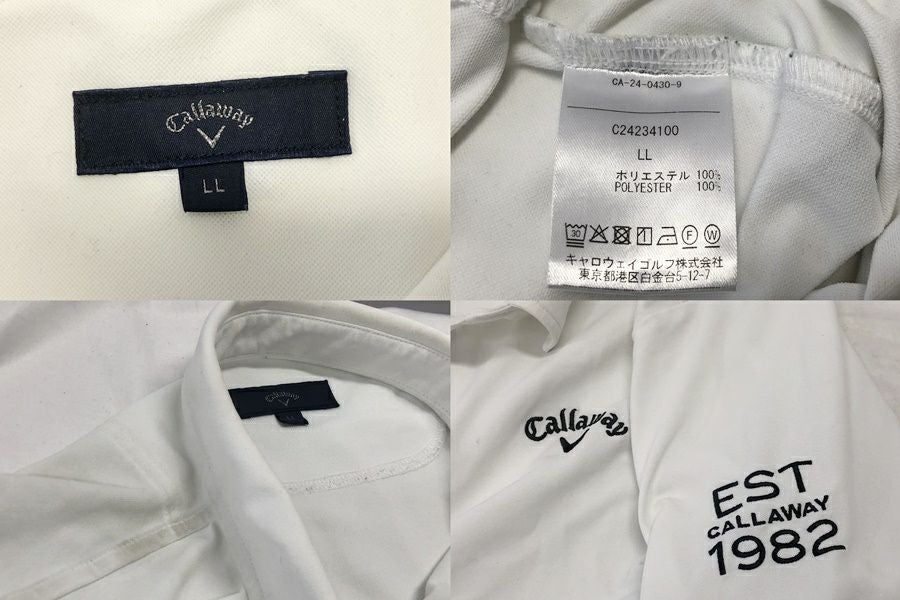 Callaway
LL
CA-24-0430-9
C24234100
LL
ポリエステル 100%
POLYESTER 100%
30
F
W
キャロウェイゴルフ株式会社
東京都港区白金台5-12-7
Callaway
LL
Callaway
EST
CALLAWAY
1982